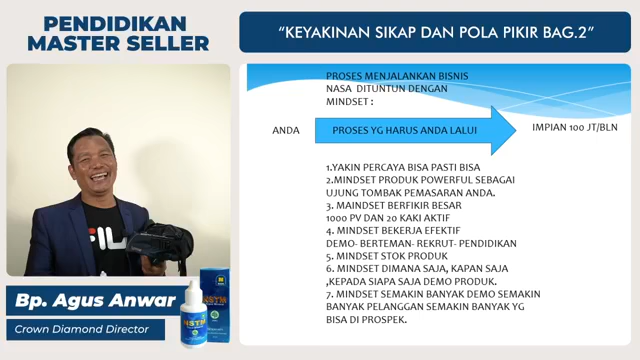 PENDIDIKAN
MASTER SELLER
“KEYAKINAN SIKAP DAN POLA PIKIR BAG.2”
PROSES MENJALANKAN BISNIS
NASA DITUNTUN DENGAN
MINDSET :
ANDA
PROSES YG HARUS ANDA LALUI
IMPIAN 100 JT/BLN
1.YAKIN PERCAYA BISA PASTI BISA
2.MINDSET PRODUK POWERFUL SEBAGAI
UJUNG TOMBAK PEMASARAN ANDA.
3. MAINDSET BERFIKIR BESAR
1000 PV DAN 20 KAKI AKTIF
4. MINDSET BEKERJA EFEKTIF
DEMO- BERTEMAN- REKRUT- PENDIDIKAN
5. MINDSET STOK PRODUK
6. MINDSET DIMANA SAJA, KAPAN SAJA
,KEPADA SIAPA SAJA DEMO PRODUK.
7. MINDSET SEMAKIN BANYAK DEMO SEMAKIN
BANYAK PELANGGAN SEMAKIN BANYAK YG
BISA DI PROSPEK.
FILA
Bp. Agus Anwar
Crown Diamond Director